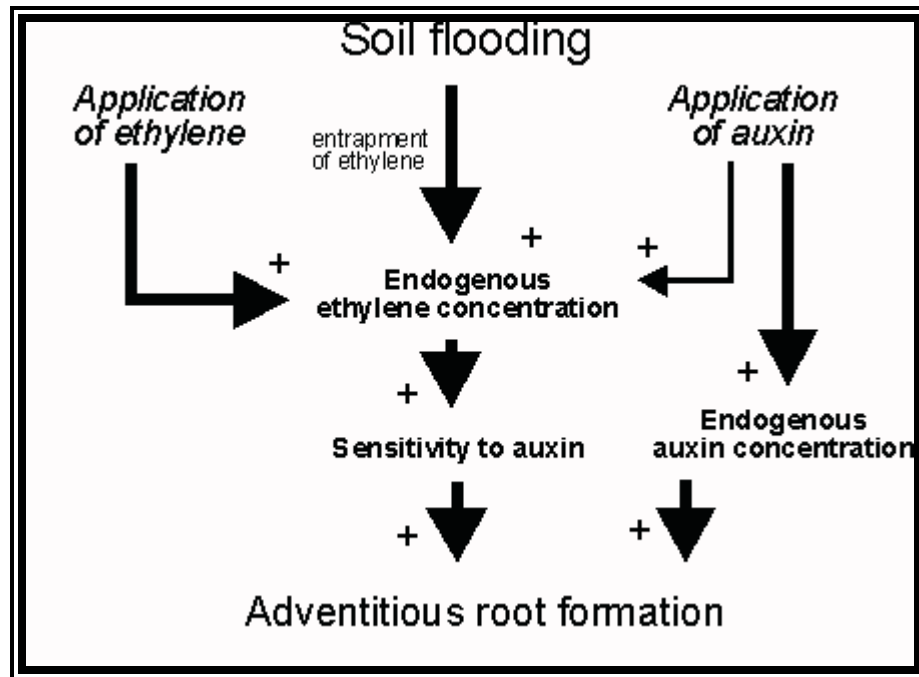 Soil flooding
Application
of ethylene
entrapment
of ethylene
Application
of auxin
+
+
+
Endogenous
ethylene concentration
+
+
Sensitivity to auxin
Endogenous
auxin concentration
+
+
Adventitious root formation